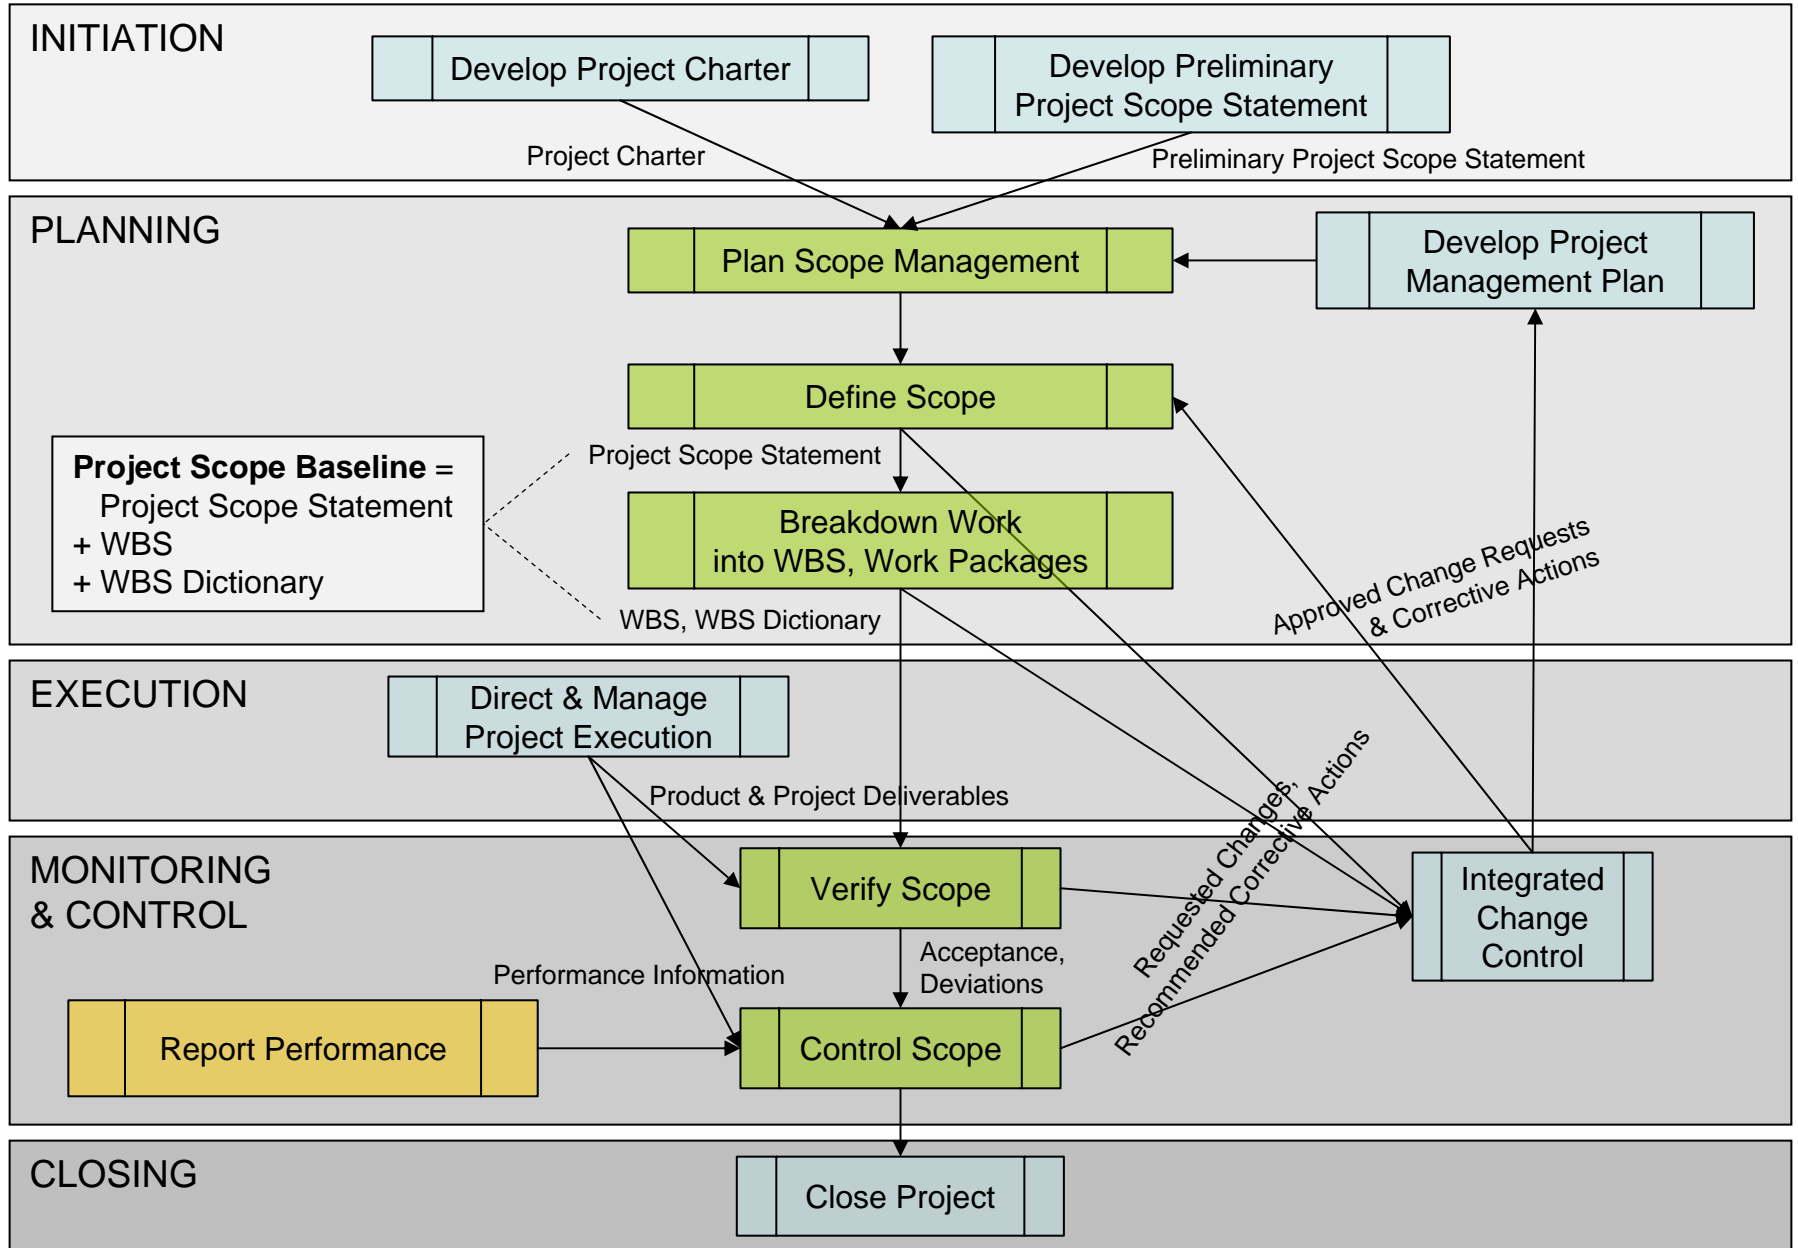 INITIATION
Develop Project Charter
Develop Preliminary
Project Scope Statement
Project Charter
Preliminary Project Scope Statement
PLANNING
Plan Scope Management
Develop Project
Management Plan
Define Scope
Project Scope Baseline =
Project Scope Statement
+ WBS
+ WBS Dictionary
Project Scope Statement
Breakdown Work
into WBS, Work Packages
WBS, WBS Dictionary
Approved Change Requests
& Corrective Actions
EXECUTION
Direct & Manage
Project Execution
Product & Project Deliverables
Requested Changes,
Recommended Corrective Actions
MONITORING
& CONTROL
Verify Scope
Integrated
Change
Control
Acceptance,
Deviations
Performance Information
Report Performance
Control Scope
CLOSING
Close Project